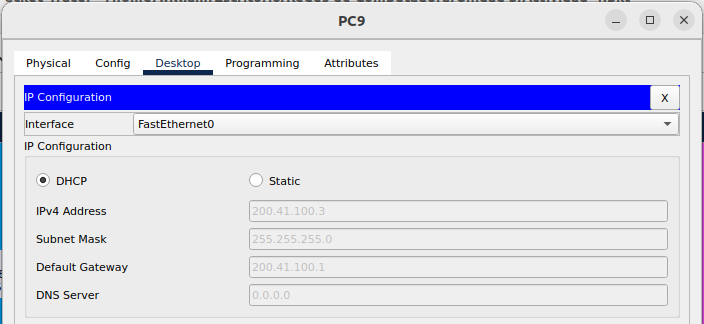 PC9
Physical Config Desktop Programming Attributes
IP Configuration X
Interface FastEthernet0
IP Configuration
DHCP Static
IPv4 Address 200.41.100.3
Subnet Mask 255.255.255.0
Default Gateway 200.41.100.1
DNS Server 0.0.0.0